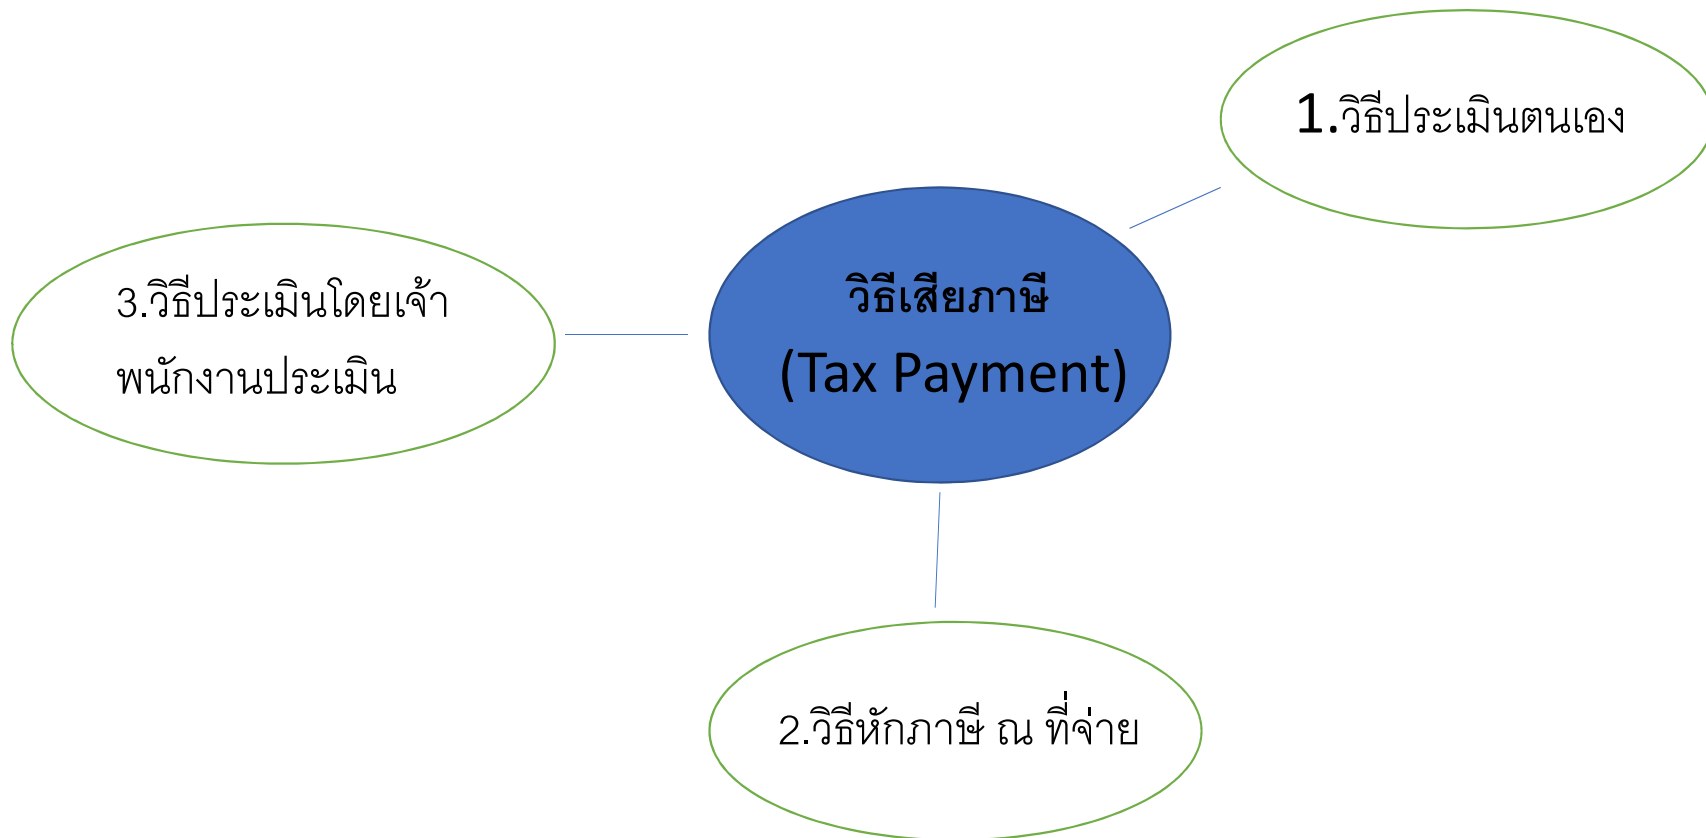 1.วิธีประเมินตนเอง
วิธีเสียภาษี
(Tax Payment)
3.วิธีประเมินโดยเจ้า
พนักงานประเมิน
2.วิธีหักภาษี ณ ที่จ่าย